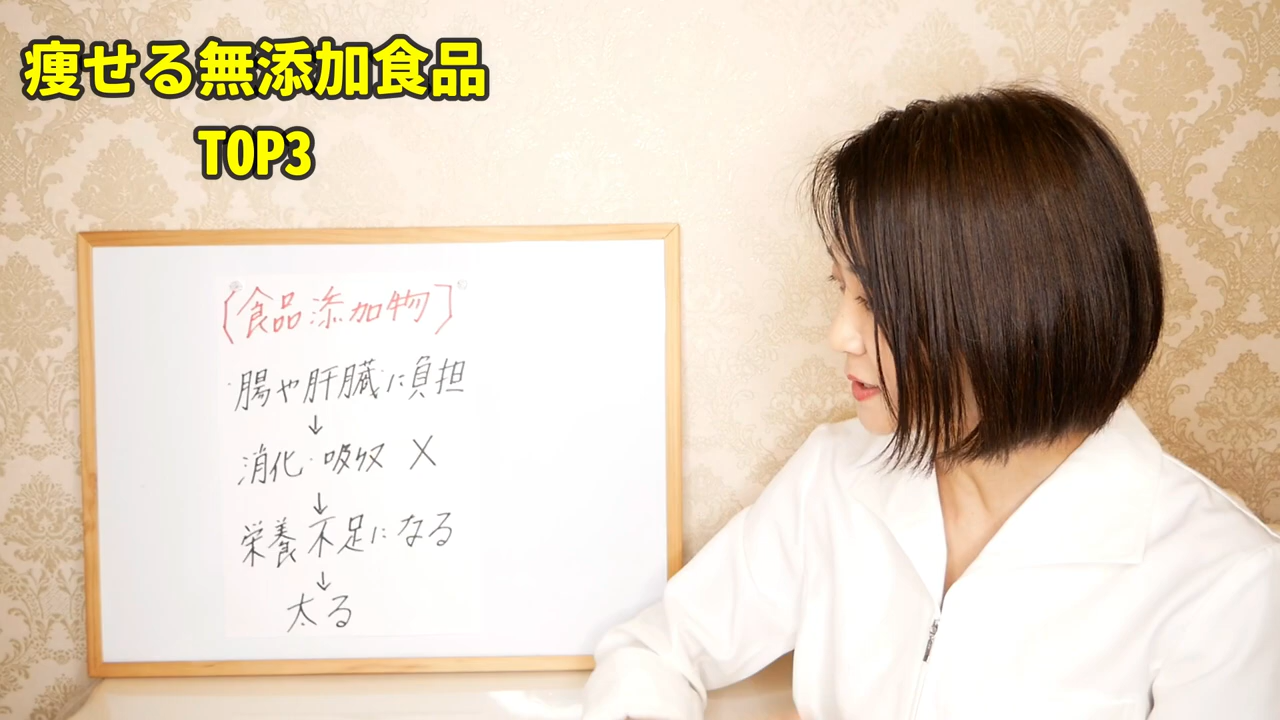 痩せる無添加食品
TOP3
[食品添加物]
・腸や肝臓に負担
↓
消化・吸収 X
↓
栄養不足になる
↓
太る